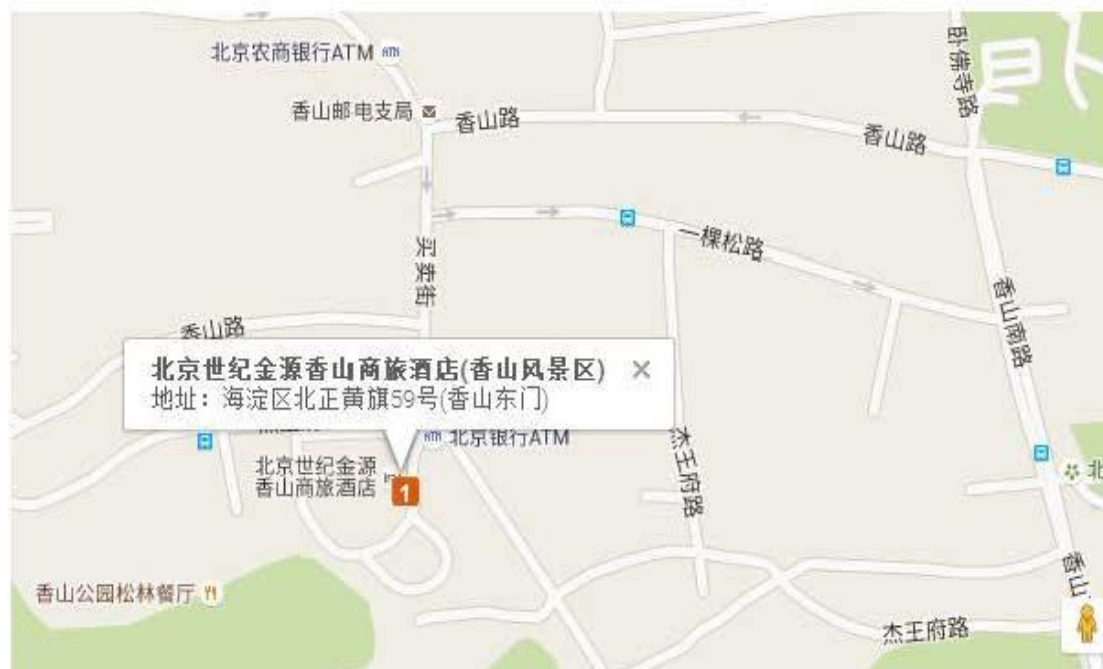 北京农商银行ATM
卧佛寺路
香山邮电支局
香山路
香山路
一棵松路
买卖街
香山南路
香山路
北京世纪金源香山商旅酒店(香山风景区)
地址：海淀区北正黄旗59号(香山东门)
北京银行ATM
北京世纪金源
香山商旅酒店
1
杰王府路
北
香山公园松林餐厅
香山
杰王府路